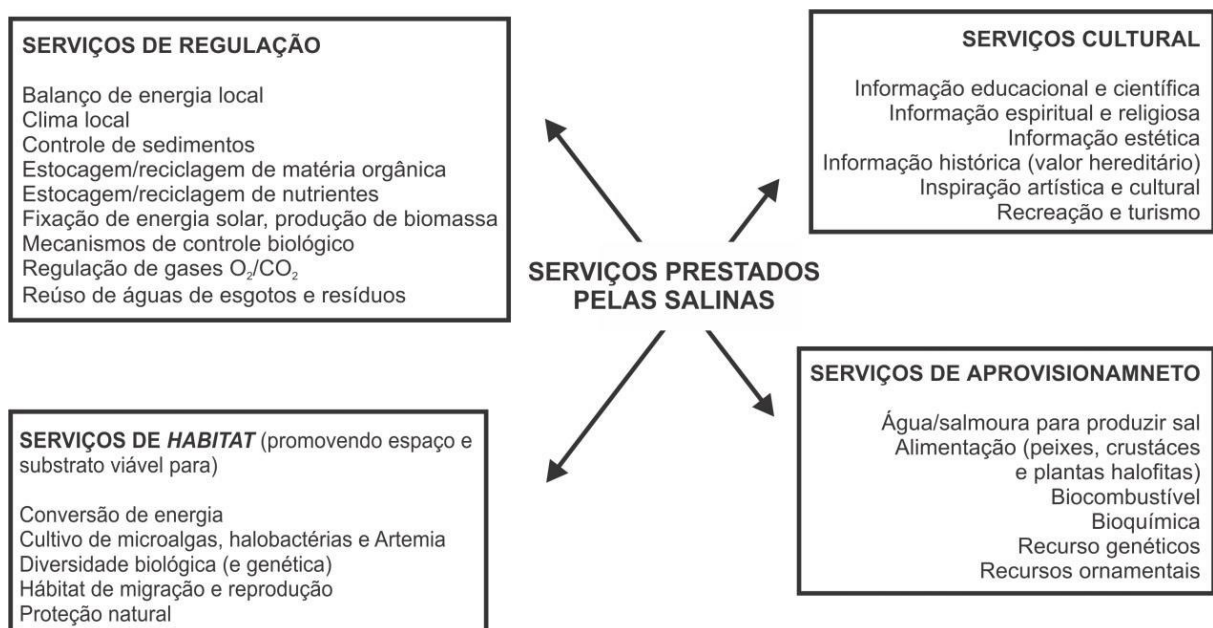 SERVIÇOS DE REGULAÇÃO
Balanço de energia local
Clima local
Controle de sedimentos
Estocagem/reciclagem de matéria orgânica
Estocagem/reciclagem de nutrientes
Fixação de energia solar, produção de biomassa
Mecanismos de controle biológico
Regulação de gases O₂/CO₂
Reúso de águas de esgotos e resíduos
SERVIÇOS CULTURAL
Informação educacional e científica
Informação espiritual e religiosa
Informação estética
Informação histórica (valor hereditário)
Inspiração artística e cultural
Recreação e turismo
SERVIÇOS PRESTADOS
PELAS SALINAS
SERVIÇOS DE HABITAT (promovendo espaço e
substrato viável para)
Conversão de energia
Cultivo de microalgas, halobactérias e Artemia
Diversidade biológica (e genética)
Hábitat de migração e reprodução
Proteção natural
SERVIÇOS DE APROVISIONAMNETO
Água/salmoura para produzir sal
Alimentação (peixes, crustáces
e plantas halofitas)
Biocombustível
Bioquímica
Recurso genéticos
Recursos ornamentais